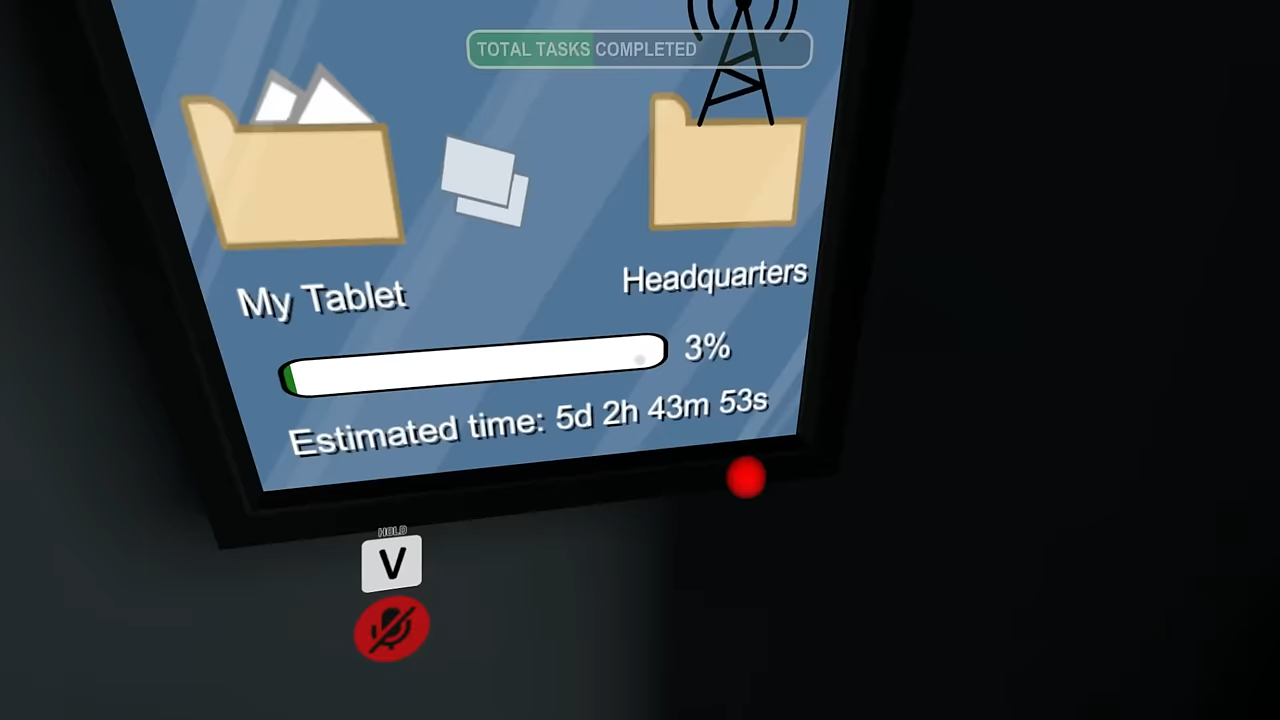 TOTAL TASKS COMPLETED
My Tablet
Headquarters
3%
Estimated time: 5d 2h 43m 53s
HOLD
V